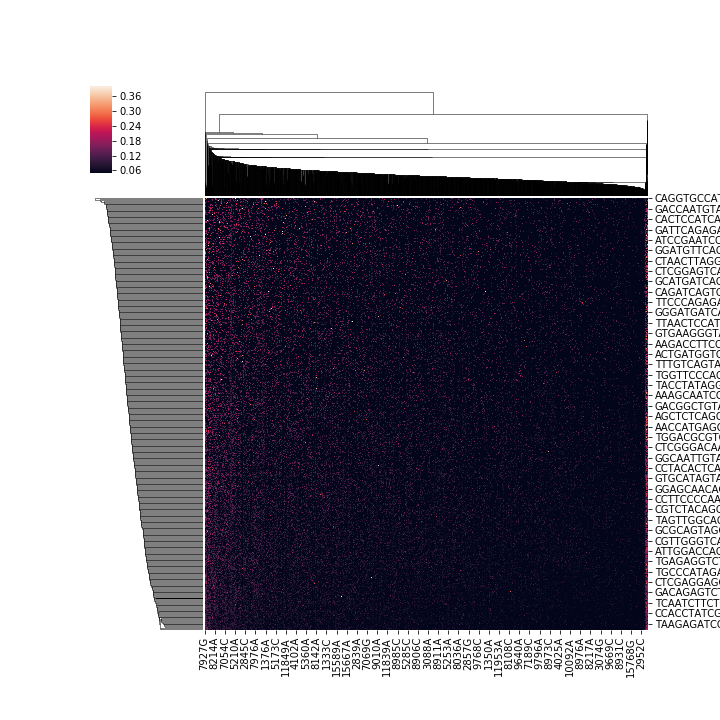 0.36
0.30
0.24
0.18
0.12
0.06
CAGGTGCCAT
GACCAATGTA
CACTCCATCA
GATTCAGAGA
ATCCGAATCC
GGATGTTCAC
CTAACTTAGG
CTCGGAGTCA
GCATGATCAC
CAGATCAGTC
TTCCCAGAGA
GGGATGATCA
TTAACTCCAT
GTGAAGGGTA
AAGACCTTCC
ACTGATGGTC
TTTGTCAGTA
TGGTTCCCAC
TACCTATAGG
AAAGCAATCC
GACGGCTGTA
AGCTCTCAGC
AACCATGAGC
TGGACGCGTC
CTCGGGACAA
GGCAATTGTA
CCTACACTCA
GTGCATAGTA
GGAGCAACAC
CCTTCCCCAA
CGTCTACAGC
TAGTTGGCAC
GCGCAGTAGC
CGTTGGGTCA
ATTGGACCAC
TGAGAGGTCT
TGCCCATAGA
CTCGAGGAGC
GACAGAGTCT
TCAATCTTCT
CCACCTATCG
TAAGAGATCC
7927G
8214A
7054C
5210A
2845C
7976A
1376A
5173C
11849A
4102A
5360A
8142A
1333C
15589A
15667A
2839A
7069G
9010A
11839A
8985C
5285C
8906C
3088A
8911A
5253A
8036A
2857G
9768C
1350A
11953A
8108C
9640A
7189C
9796A
8973C
4025A
10092A
8976A
8217A
3074G
9669C
8931C
15768G
2952C